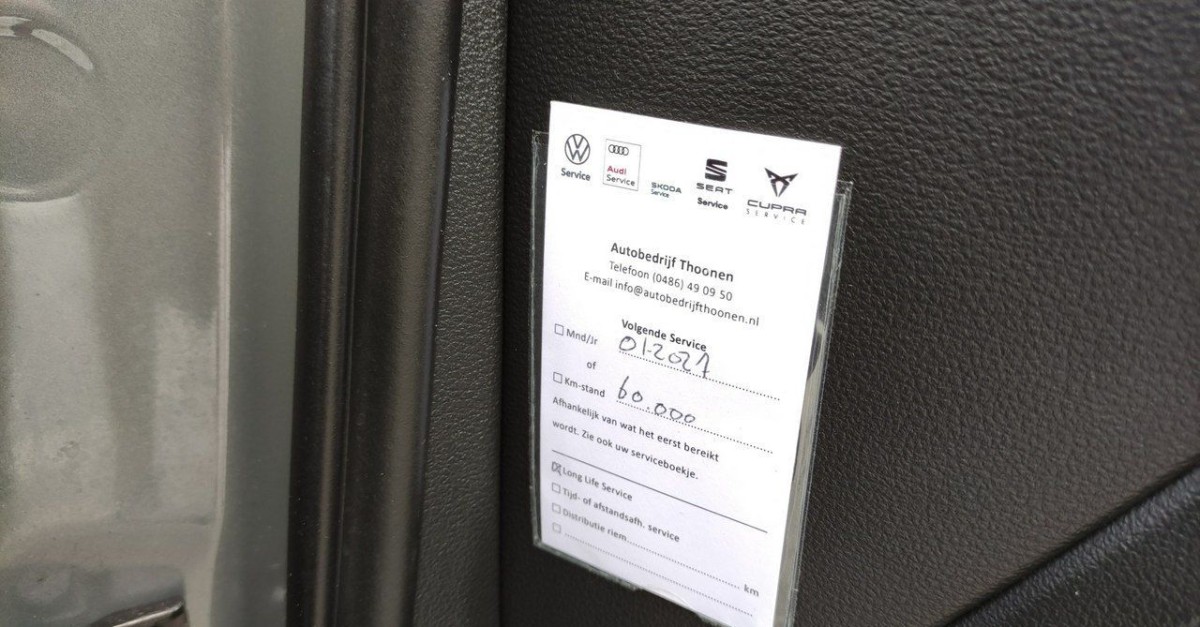 Service
Audi
Service
SKODA
Service
SEAT
Service
CUPRA
SERVICE
Autobedrijf Thoonen
Telefoon (0486) 49 09 50
E-mail info@autobedrijfthoonen.nl
Volgende Service
Mnd/Jr 01-2021
of
Km-stand 60.000
Afhankelijk van wat het eerst bereikt
wordt. Zie ook uw serviceboekje.
Long Life Service
Tijd- of afstandsafh. service
Distributie riem
km